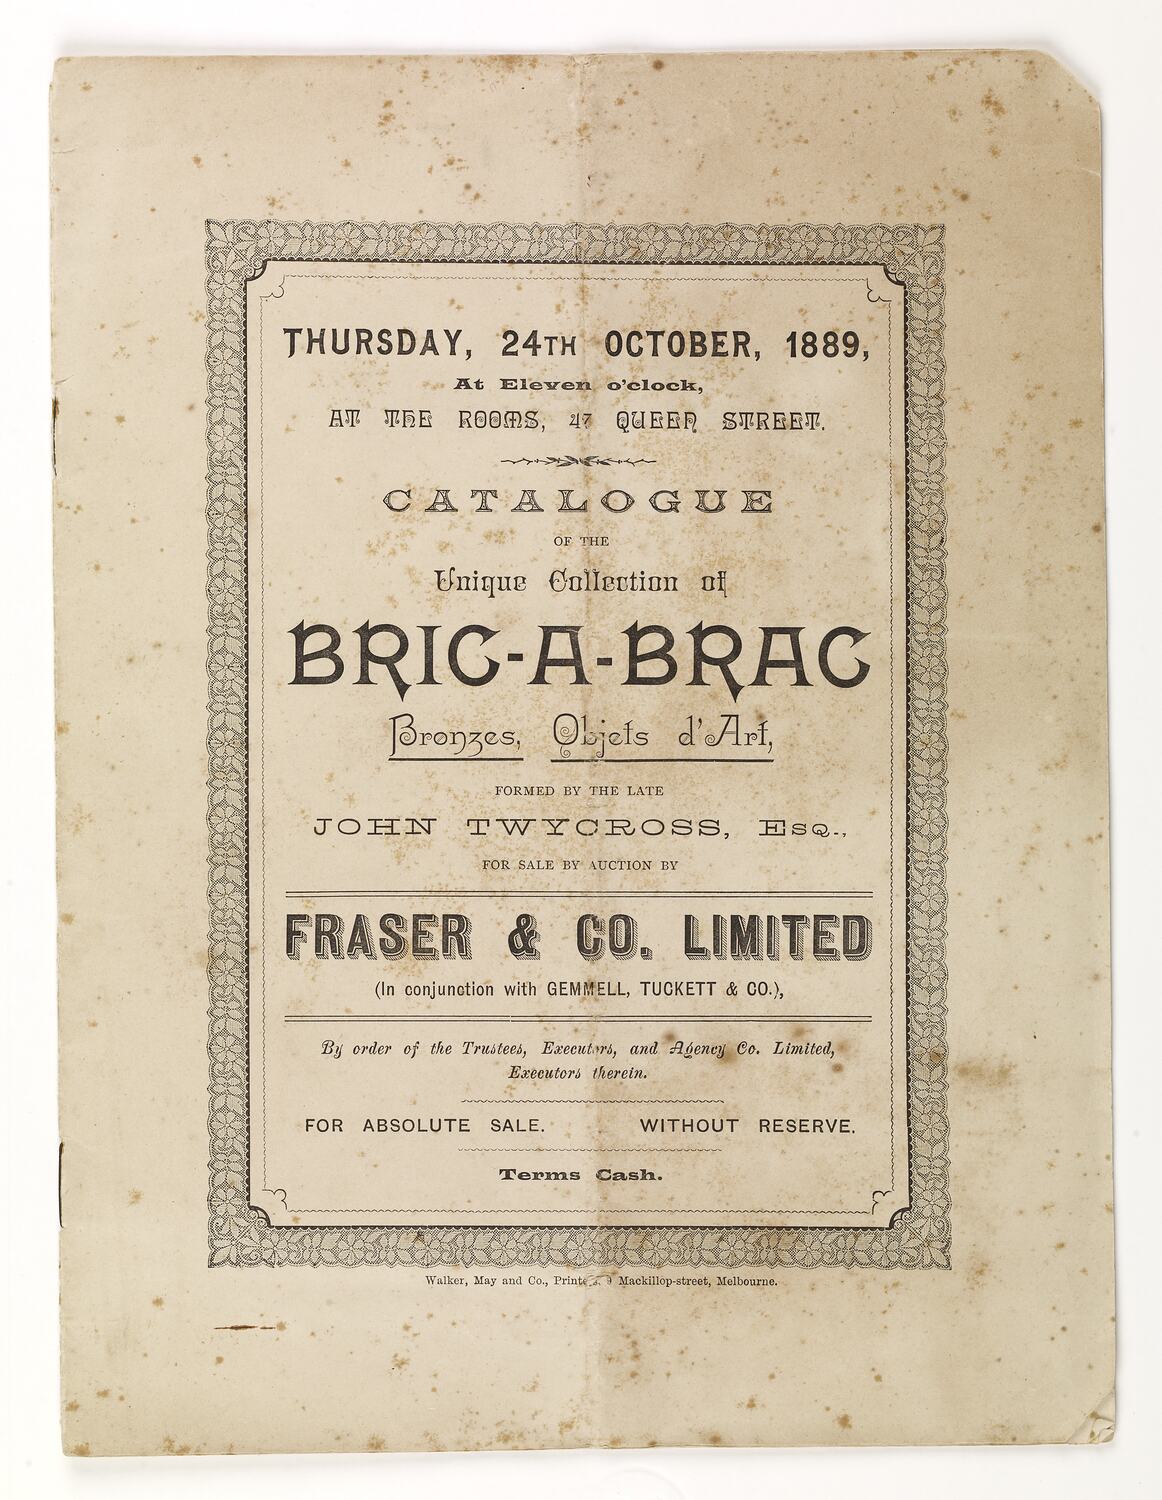 THURSDAY, 24TH OCTOBER, 1889,
At Eleven o'clock,
AT THE ROOMS, 47 QUEEN STREET.
CATALOGUE
OF THE
Unique Collection of
BRIC-A-BRAC
Bronzes, Objets d'Art,
FORMED BY THE LATE
JOHN TWYCROSS, ESQ.,
FOR SALE BY AUCTION BY
FRASER & CO. LIMITED
(In conjunction with GEMMELL, TUCKETT & CO.),
By order of the Trustees, Executors, and Agency Co. Limited,
Executors therein.
FOR ABSOLUTE SALE. WITHOUT RESERVE.
Terms Cash.
Walker, May and Co., Printers, 9 Mackillop-street, Melbourne.